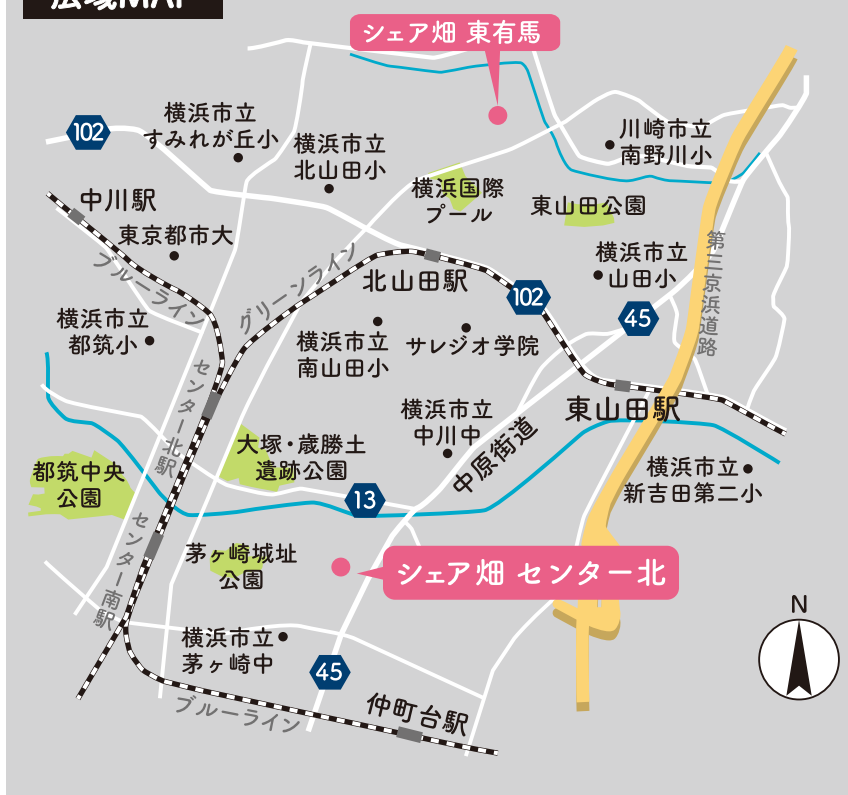 広域MAP
シェア畑 東有馬
102
横浜市立
すみれが丘小
横浜市立
北山田小
川崎市立
南野川小
横浜国際
プール
東山田公園
中川駅
東京都市大
ブルーライン
グリーンライン
北山田駅
102
横浜市立
山田小
第三京浜道路
45
横浜市立
都筑小
横浜市立
南山田小
サレジオ学院
センター北駅
横浜市立
中川中
東山田駅
中原街道
大塚・歳勝土
遺跡公園
都筑中央
公園
13
横浜市立
新吉田第二小
センター南駅
茅ヶ崎城址
公園
シェア畑 センター北
横浜市立
茅ヶ崎中
45
N
ブルーライン
仲町台駅